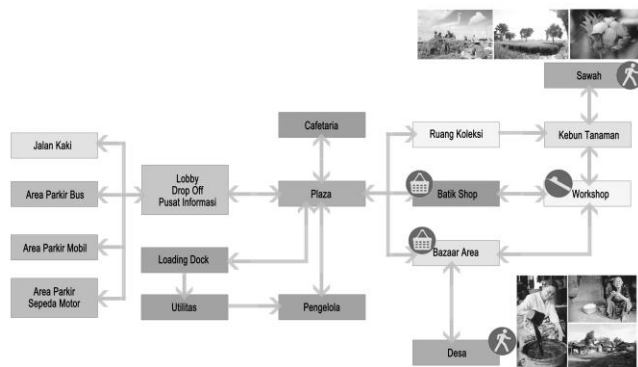 Sawah
Cafetaria
Ruang Koleksi
Kebun Tanaman
Jalan Kaki
Lobby
Drop Off
Pusat Informasi
Area Parkir Bus
Plaza
Batik Shop
Workshop
Area Parkir Mobil
Loading Dock
Bazaar Area
Area Parkir
Sepeda Motor
Utilitas
Pengelola
Desa